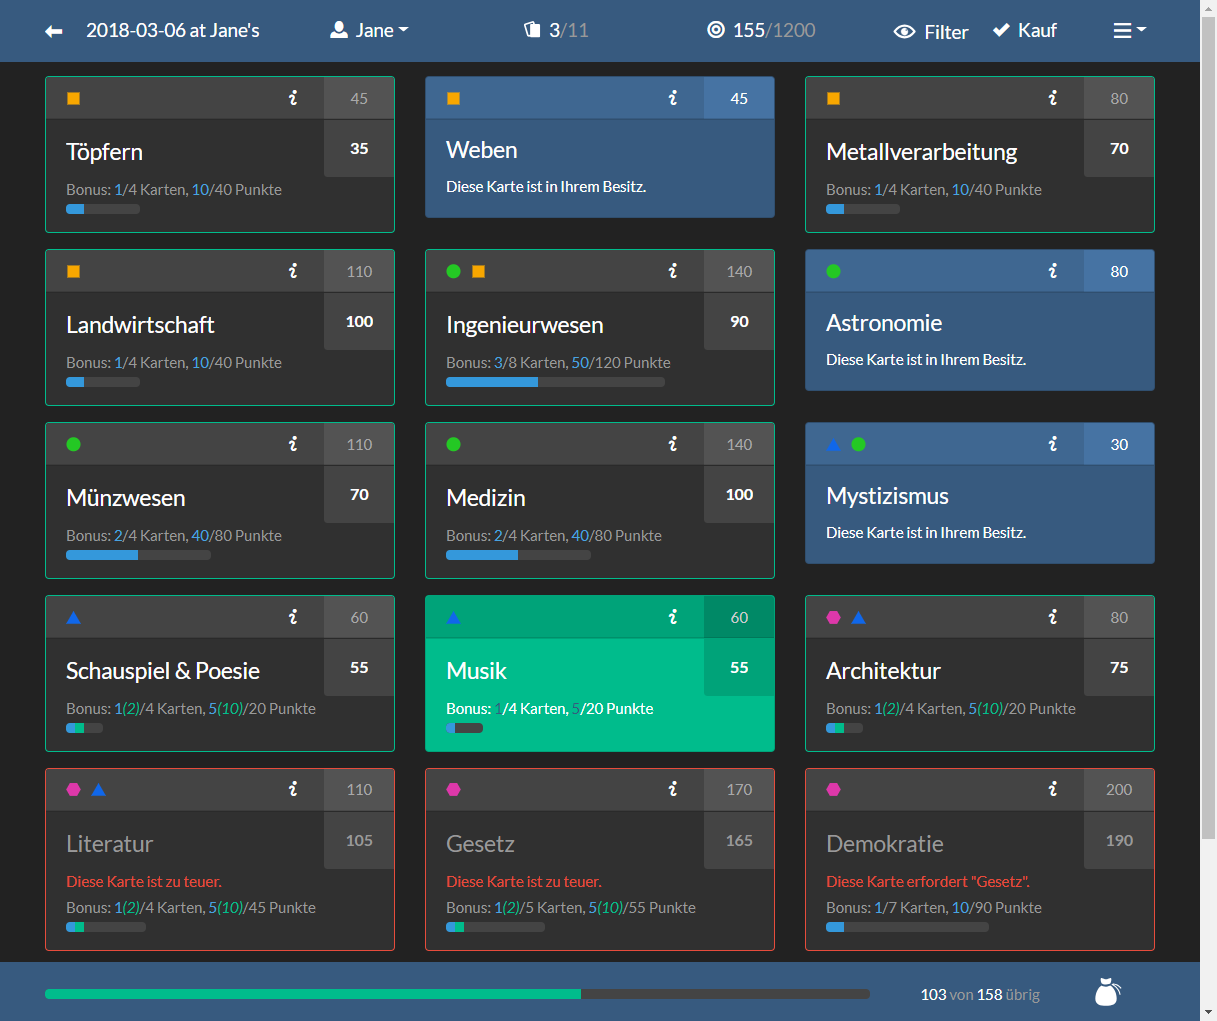 2018-03-06 at Jane's Jane 3/11 155/1200 Filter Kauf
45
Töpfern 35
Bonus: 1/4 Karten, 10/40 Punkte
45
Weben
Diese Karte ist in Ihrem Besitz.
80
Metallverarbeitung 70
Bonus: 1/4 Karten, 10/40 Punkte
110
Landwirtschaft 100
Bonus: 1/4 Karten, 10/40 Punkte
140
Ingenieurwesen 90
Bonus: 3/8 Karten, 50/120 Punkte
80
Astronomie
Diese Karte ist in Ihrem Besitz.
110
Münzwesen 70
Bonus: 2/4 Karten, 40/80 Punkte
140
Medizin 100
Bonus: 2/4 Karten, 40/80 Punkte
30
Mystizismus
Diese Karte ist in Ihrem Besitz.
60
Schauspiel & Poesie 55
Bonus: 1(2)/4 Karten, 5(10)/20 Punkte
60
Musik 55
Bonus: 1/4 Karten, 5/20 Punkte
80
Architektur 75
Bonus: 1(2)/4 Karten, 5(10)/20 Punkte
110
Literatur 105
Diese Karte ist zu teuer.
Bonus: 1(2)/4 Karten, 5(10)/45 Punkte
170
Gesetz 165
Diese Karte ist zu teuer.
Bonus: 1(2)/5 Karten, 5(10)/55 Punkte
200
Demokratie 190
Diese Karte erfordert "Gesetz".
Bonus: 1/7 Karten, 10/90 Punkte
103 von 158 übrig